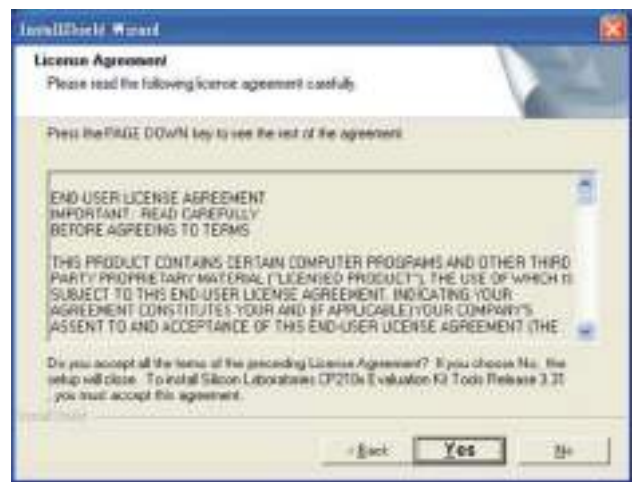 InstallShield Wizard
License Agreement
Please read the following license agreement carefully.
Press the PAGE DOWN key to see the rest of the agreement.
END-USER LICENSE AGREEMENT
IMPORTANT: READ CAREFULLY
BEFORE AGREEING TO TERMS
THIS PRODUCT CONTAINS CERTAIN COMPUTER PROGRAMS AND OTHER THIRD
PARTY PROPRIETARY MATERIAL ("LICENSED PRODUCT"), THE USE OF WHICH IS
SUBJECT TO THIS END-USER LICENSE AGREEMENT. INDICATING YOUR
AGREEMENT CONSTITUTES YOUR AND (IF APPLICABLE) YOUR COMPANY'S
ASSENT TO AND ACCEPTANCE OF THIS END-USER LICENSE AGREEMENT (THE
Do you accept all the terms of the preceding License Agreement? If you choose No, the
setup will close. To install Silicon Laboratories CP210x Evaluation Kit Tools Release 3.31
, you must accept this agreement.
InstallShield
< Back
Yes
No